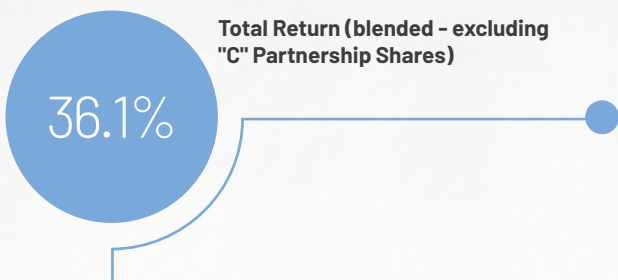 Total Return (blended - excluding
"C" Partnership Shares)
36.1%